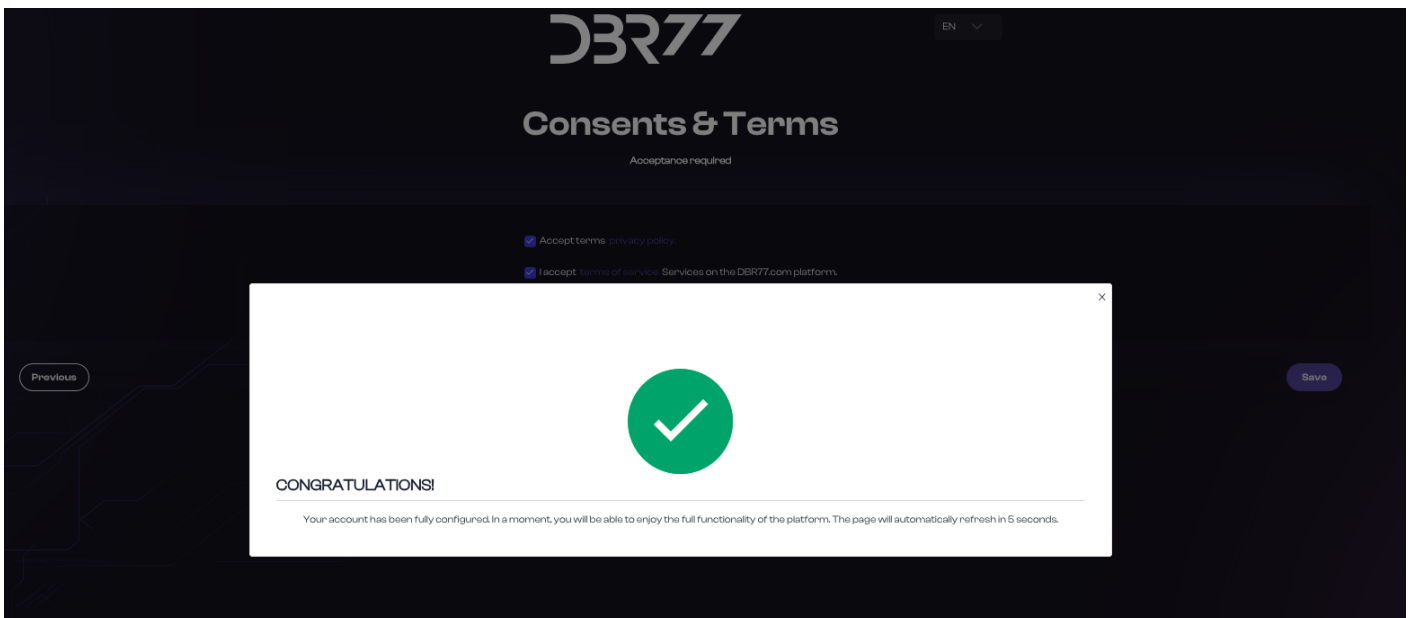 DBR77
EN
Consents & Terms
Acceptance required
Accept terms privacy policy.
I accept terms of service Services on the DBR77.com platform.
X
Previous
Save
CONGRATULATIONS!
Your account has been fully configured. In a moment, you will be able to enjoy the full functionality of the platform. The page will automatically refresh in 5 seconds.